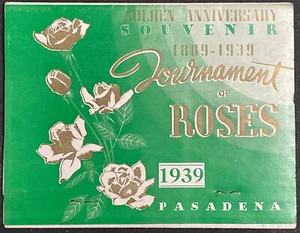 GOLDEN ANNIVERSARY
SOUVENIR
1889-1939
Tournament
OF
ROSES
1939
PASADENA